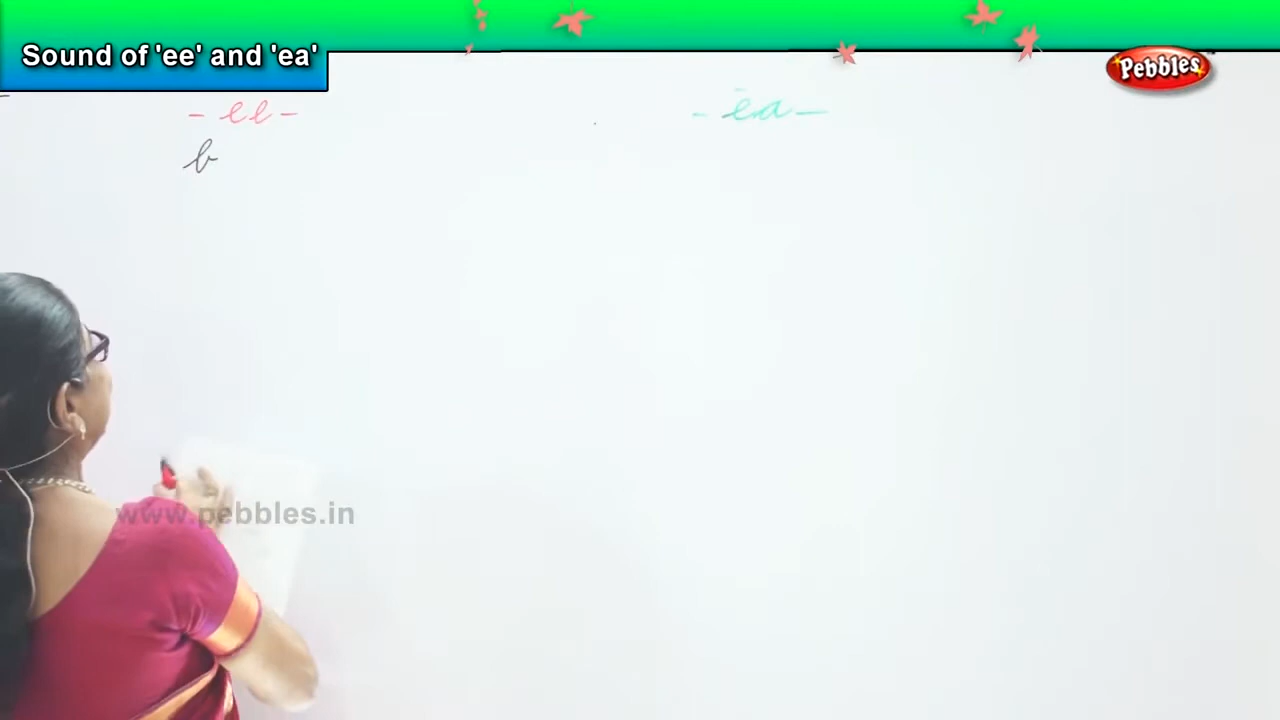 Sound of 'ee' and 'ea'
Pebbles
- ee -
- ea -
b
www.pebbles.in